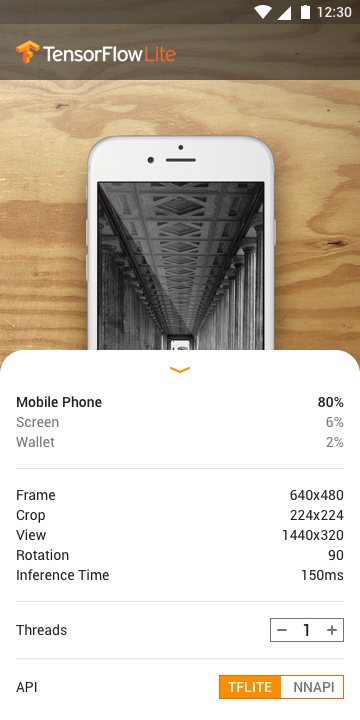 12:30
TensorFlow Lite
Mobile Phone 80%
Screen 6%
Wallet 2%
Frame 640x480
Crop 224x224
View 1440x320
Rotation 90
Inference Time 150ms
Threads − 1 +
API TFLITE NNAPI